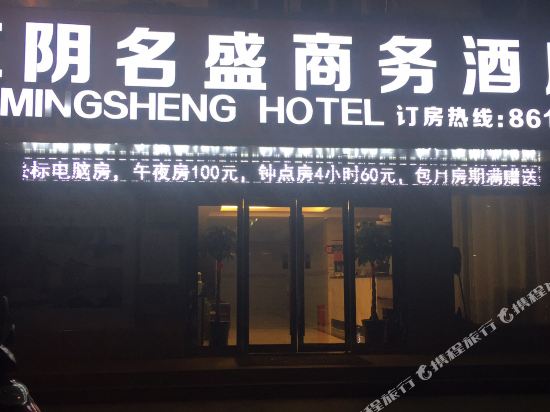 阴名盛商务酒
MINGSHENG HOTEL 订房热线:861
标电脑房，午夜房100元，钟点房4小时60元，包月房期满赠送
携程旅行